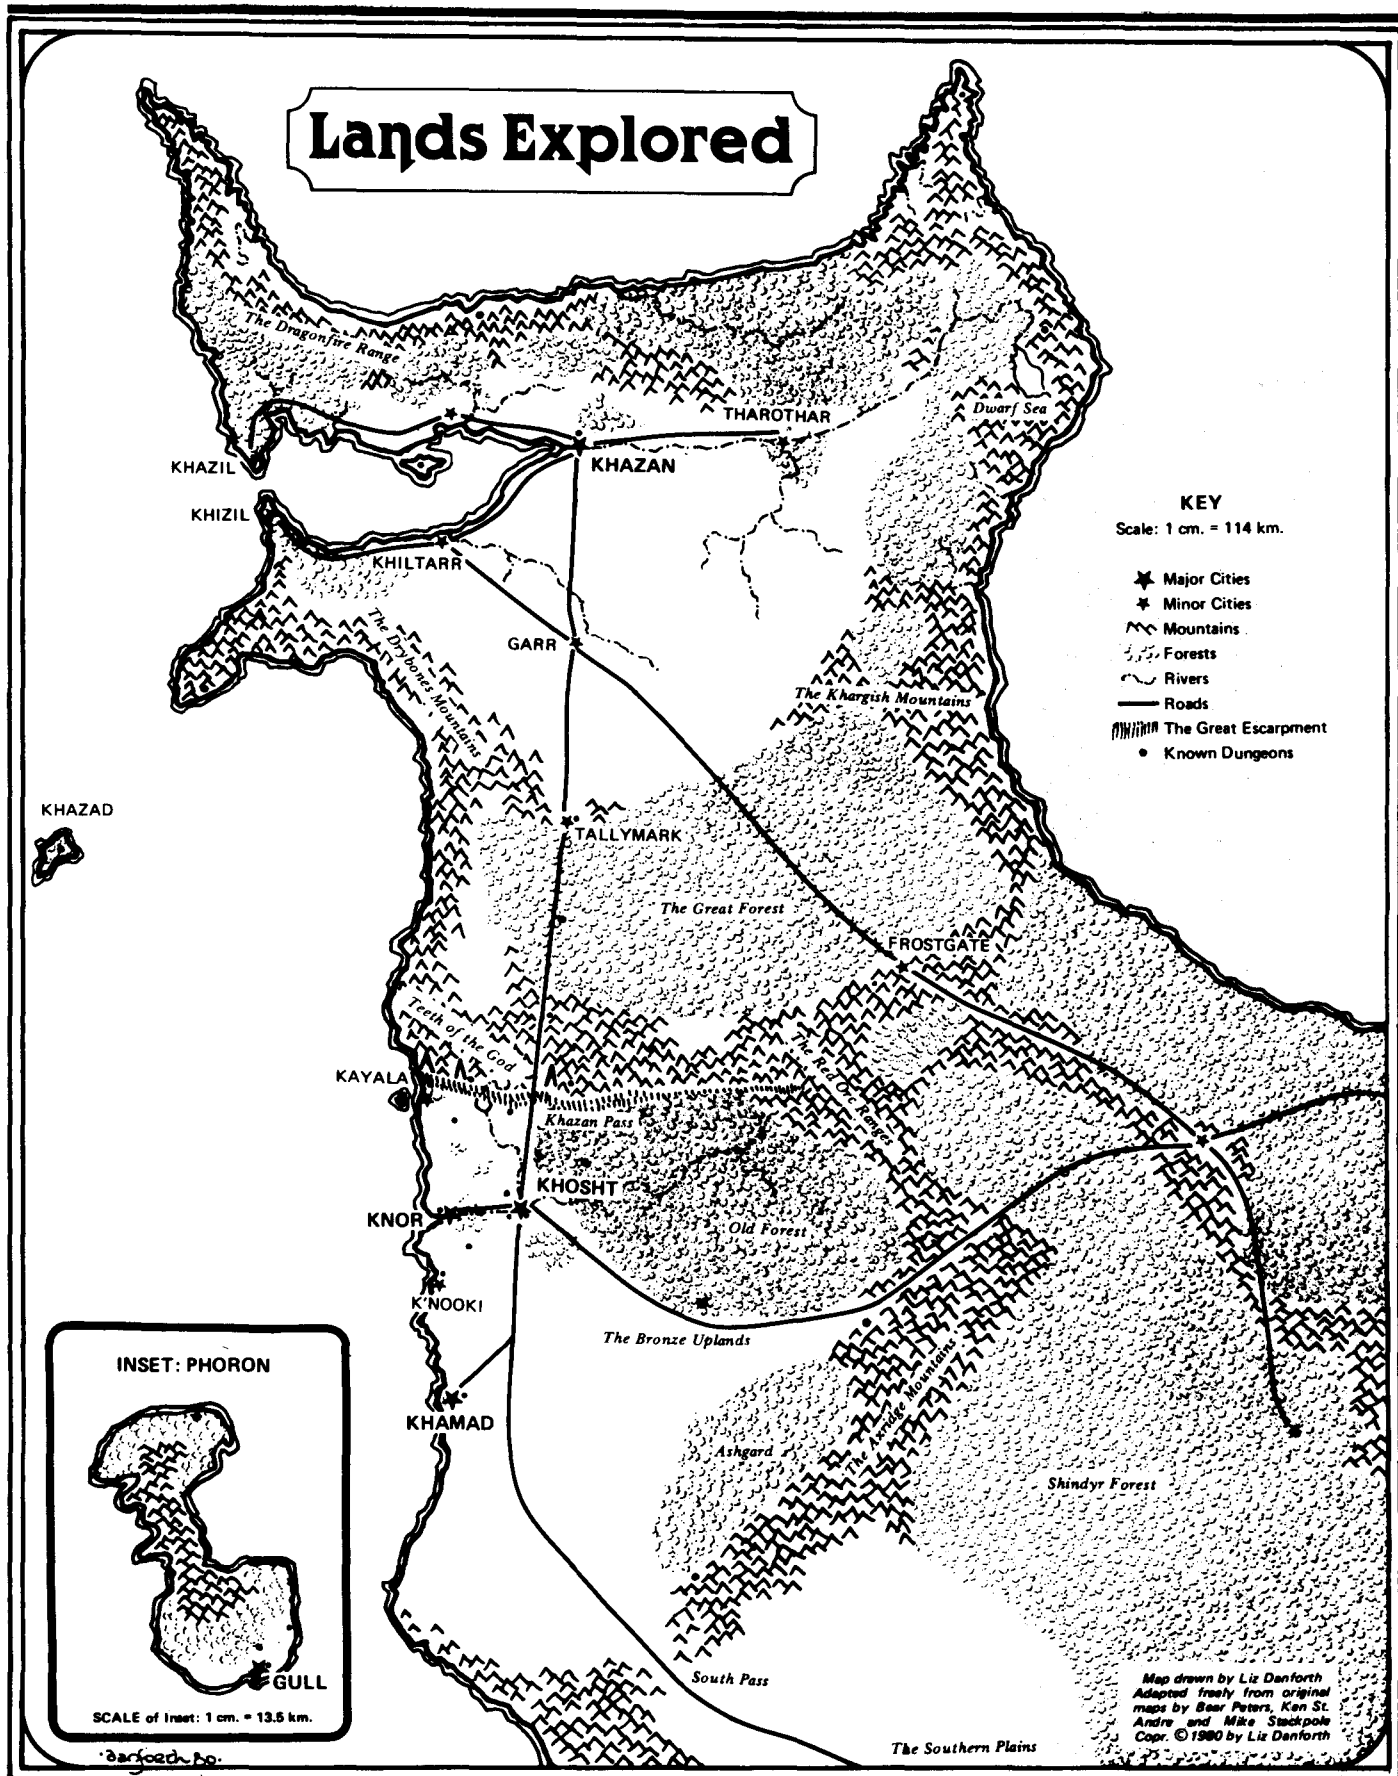 Lands Explored
The Dragonfire Range
THAROTHAR
Dwarf Sea
KHAZIL
KHAZAN
KHIZIL
KHILTARR
KEY
Scale: 1 cm. = 114 km.
Major Cities
Minor Cities
Mountains
Forests
Rivers
Roads
The Great Escarpment
Known Dungeons
The Drybones Mountains
GARR
The Khargish Mountains
KHAZAD
TALLYMARK
The Great Forest
FROSTGATE
Teeth of the God
The Red Orc Ranges
KAYALA
Khazan Pass
KHOSHT
KNOR
Old Forest
K'NOOKI
The Bronze Uplands
INSET: PHORON
KHAMAD
The Axridge Mountains
Ashgard
Shindyr Forest
GULL
SCALE of Inset: 1 cm. = 13.5 km.
South Pass
The Southern Plains
Map drawn by Liz Danforth
Adapted freely from original
maps by Bear Peters, Ken St.
Andre and Mike Stackpole
Copr. © 1980 by Liz Danforth
·danforth 80·